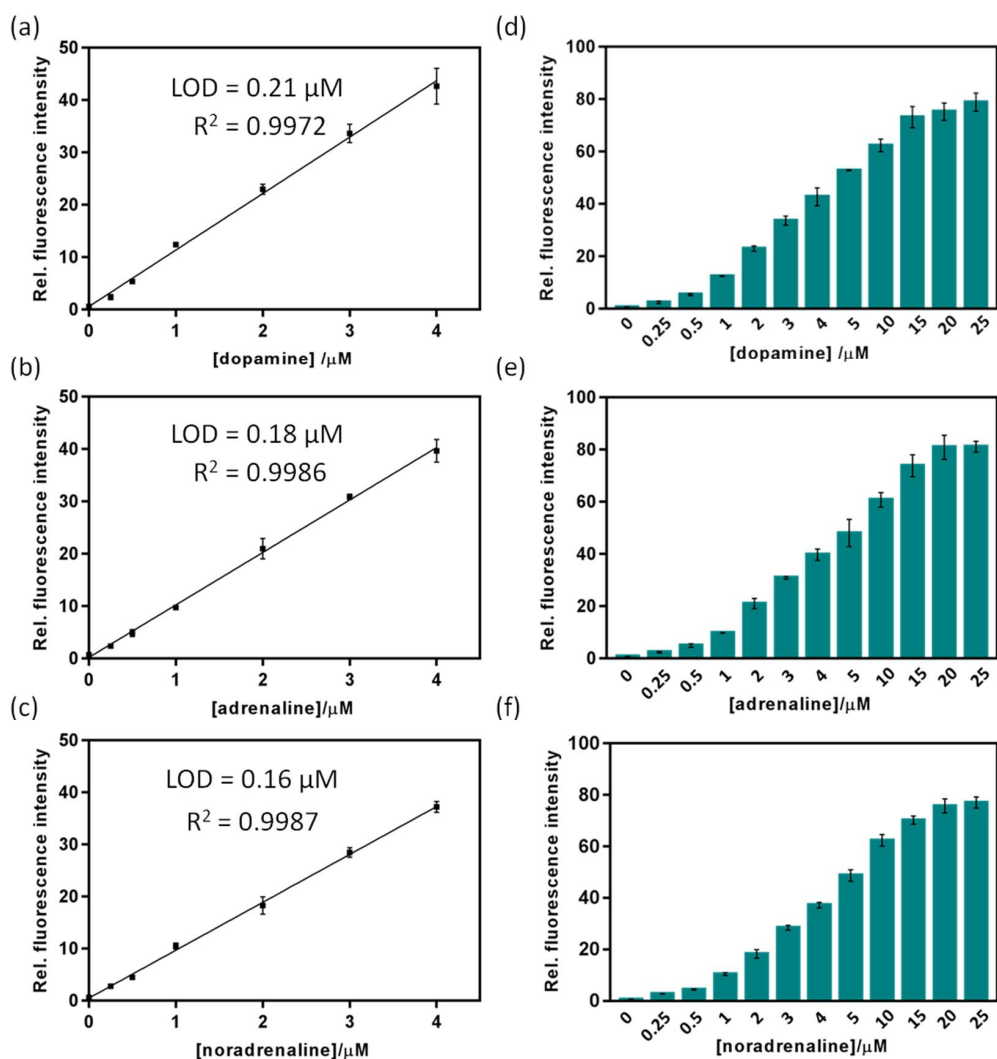 (a)
Rel. fluorescence intensity
50
40
30
20
10
0
LOD = 0.21 μM
R² = 0.9972
0 1 2 3 4
[dopamine] /μM
(d)
Rel. fluorescence intensity
100
80
60
40
20
0
0 0.25 0.5 1 2 3 4 5 10 15 20 25
[dopamine] /μM
(b)
Rel. fluorescence intensity
50
40
30
20
10
0
LOD = 0.18 μM
R² = 0.9986
0 1 2 3 4
[adrenaline]/μM
(e)
Rel. fluorescence intensity
100
80
60
40
20
0
0 0.25 0.5 1 2 3 4 5 10 15 20 25
[adrenaline]/μM
(c)
Rel. fluorescence intensity
50
40
30
20
10
0
LOD = 0.16 μM
R² = 0.9987
0 1 2 3 4
[noradrenaline]/μM
(f)
Rel. fluorescence intensity
100
80
60
40
20
0
0 0.25 0.5 1 2 3 4 5 10 15 20 25
[noradrenaline]/μM